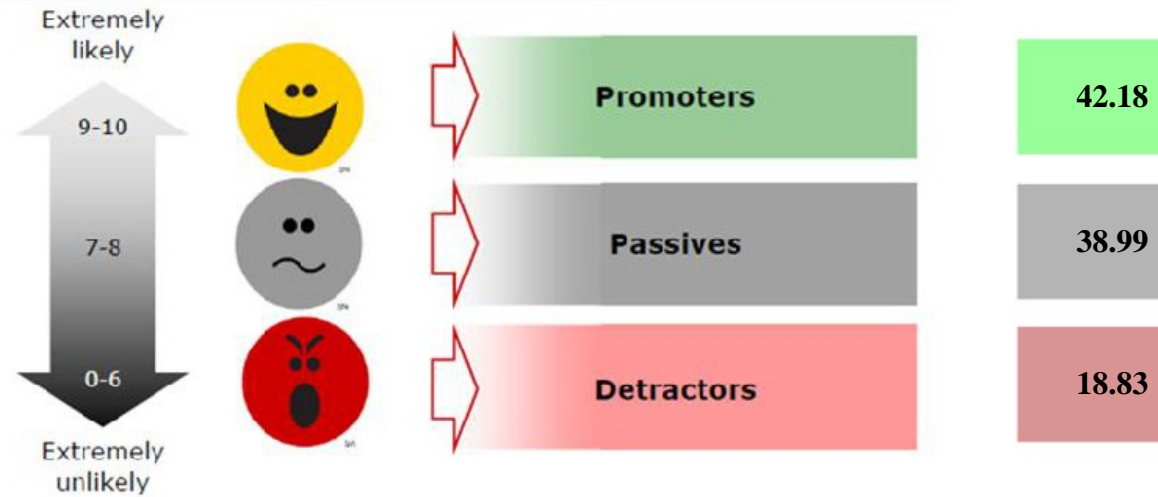 Extremely
likely
9-10
Promoters
42.18
7-8
Passives
38.99
0-6
Detractors
18.83
Extremely
unlikely